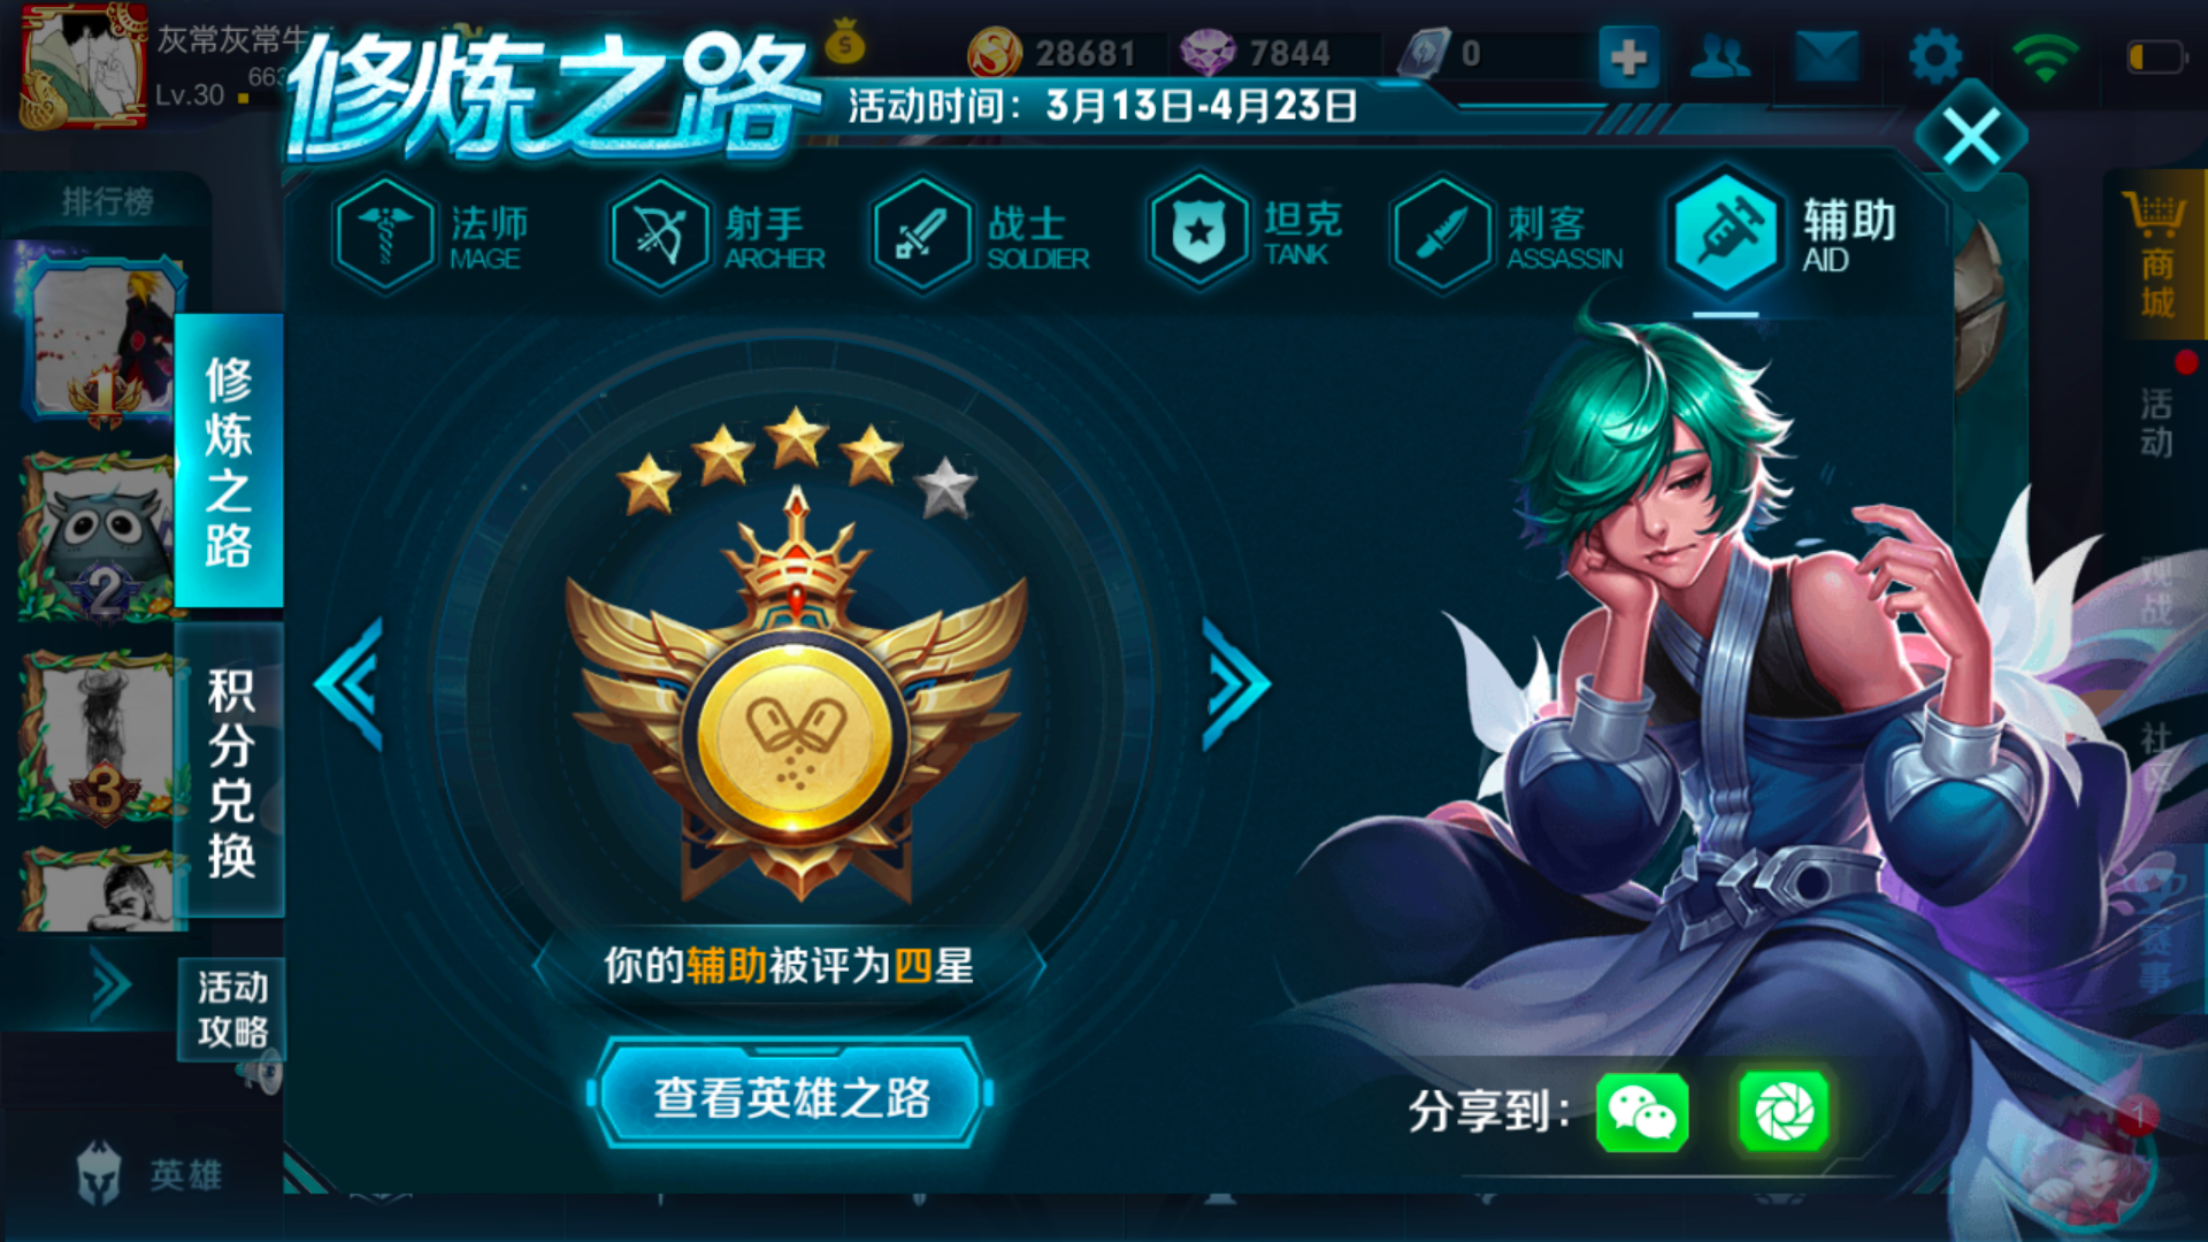 灰常灰常牛
Lv.30
663
修炼之路
28681
7844
0
活动时间：3月13日-4月23日
排行榜
法师
MAGE
射手
ARCHER
战士
SOLDIER
坦克
TANK
刺客
ASSASSIN
辅助
AID
1
2
3
修炼之路
积分兑换
活动
攻略
你的辅助被评为四星
查看英雄之路
分享到：
商城
活动
观战
社区
赛事
1
英雄